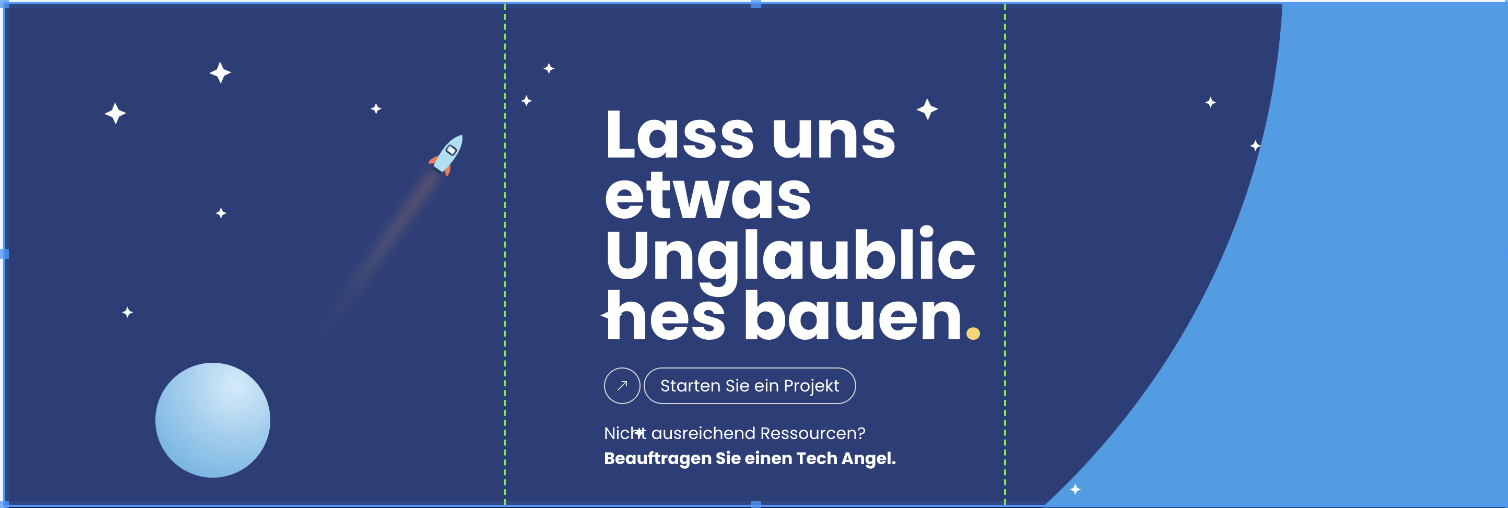 Lass uns
etwas
Unglaublic
hes bauen.
Starten Sie ein Projekt
Nicht ausreichend Ressourcen?
Beauftragen Sie einen Tech Angel.